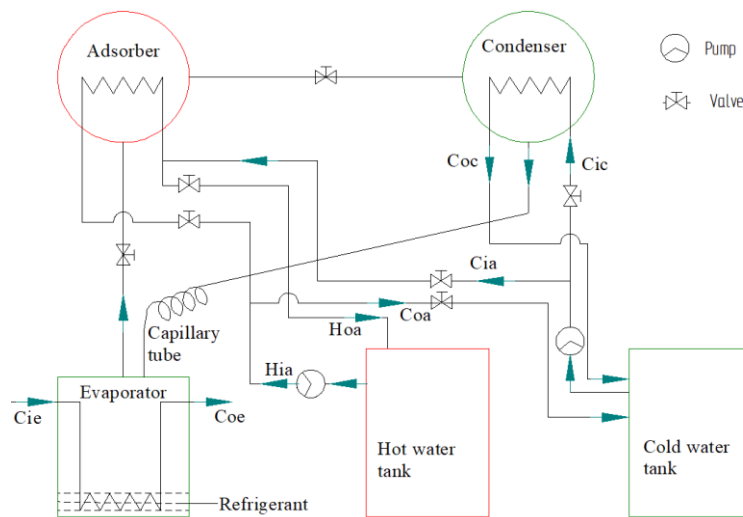 Adsorber
Condenser
Pump
Valve
Coc
Cic
Cia
Capillary
tube
Hoa
Coa
Hia
Evaporator
Cie
Coe
Hot water
tank
Cold water
tank
Refrigerant